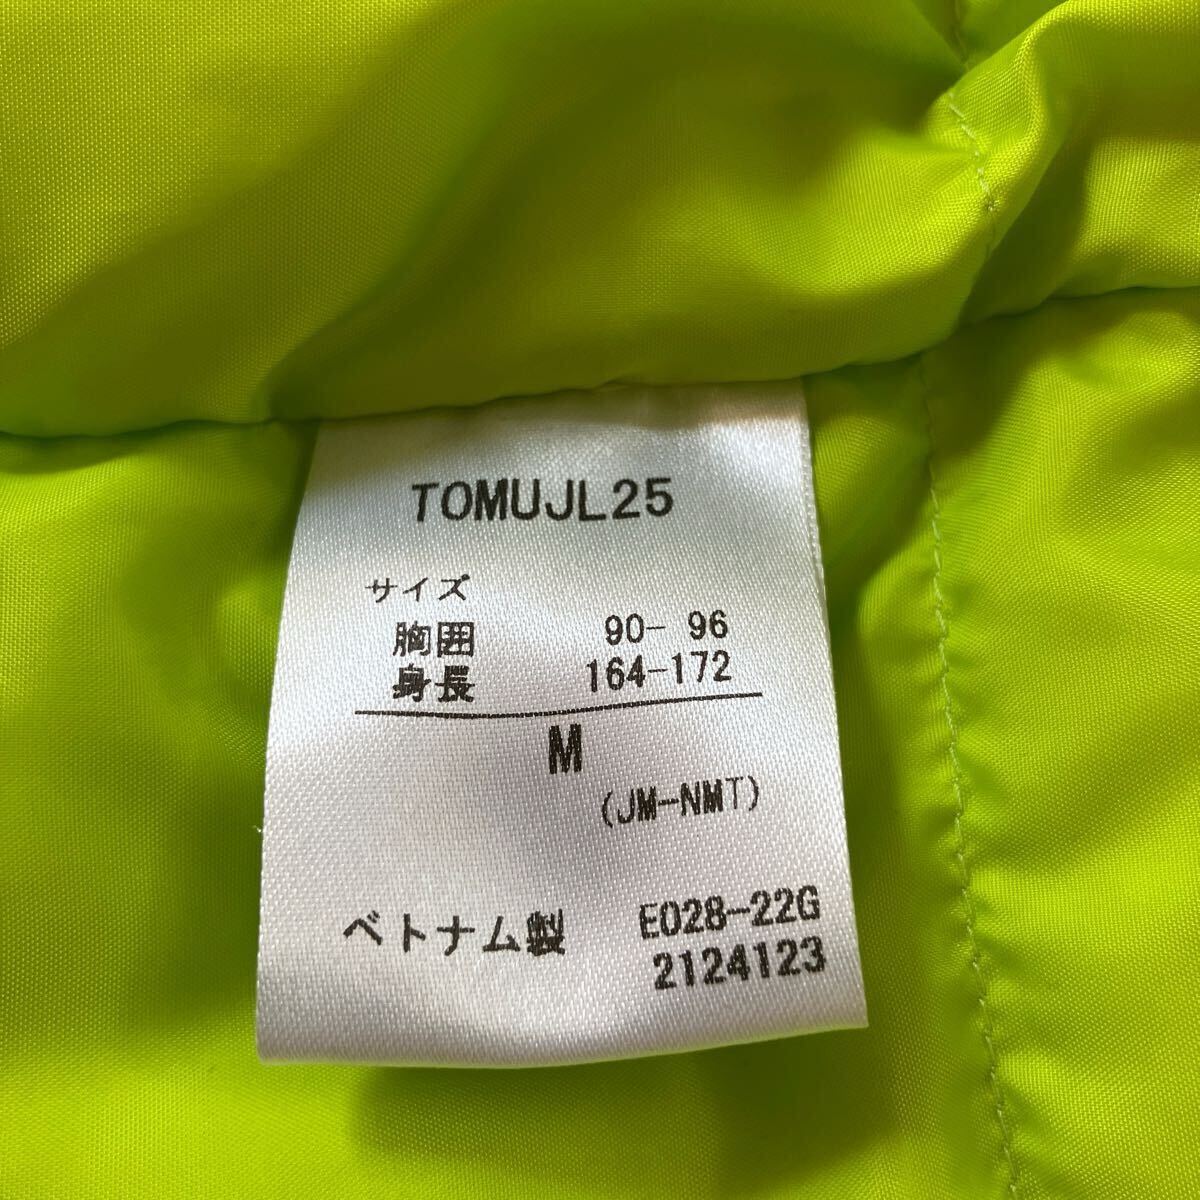 TOMUJL25
サイズ
胸囲 90-96
身長 164-172
M
(JM-NMT)
ベトナム製 E028-22G
2124123